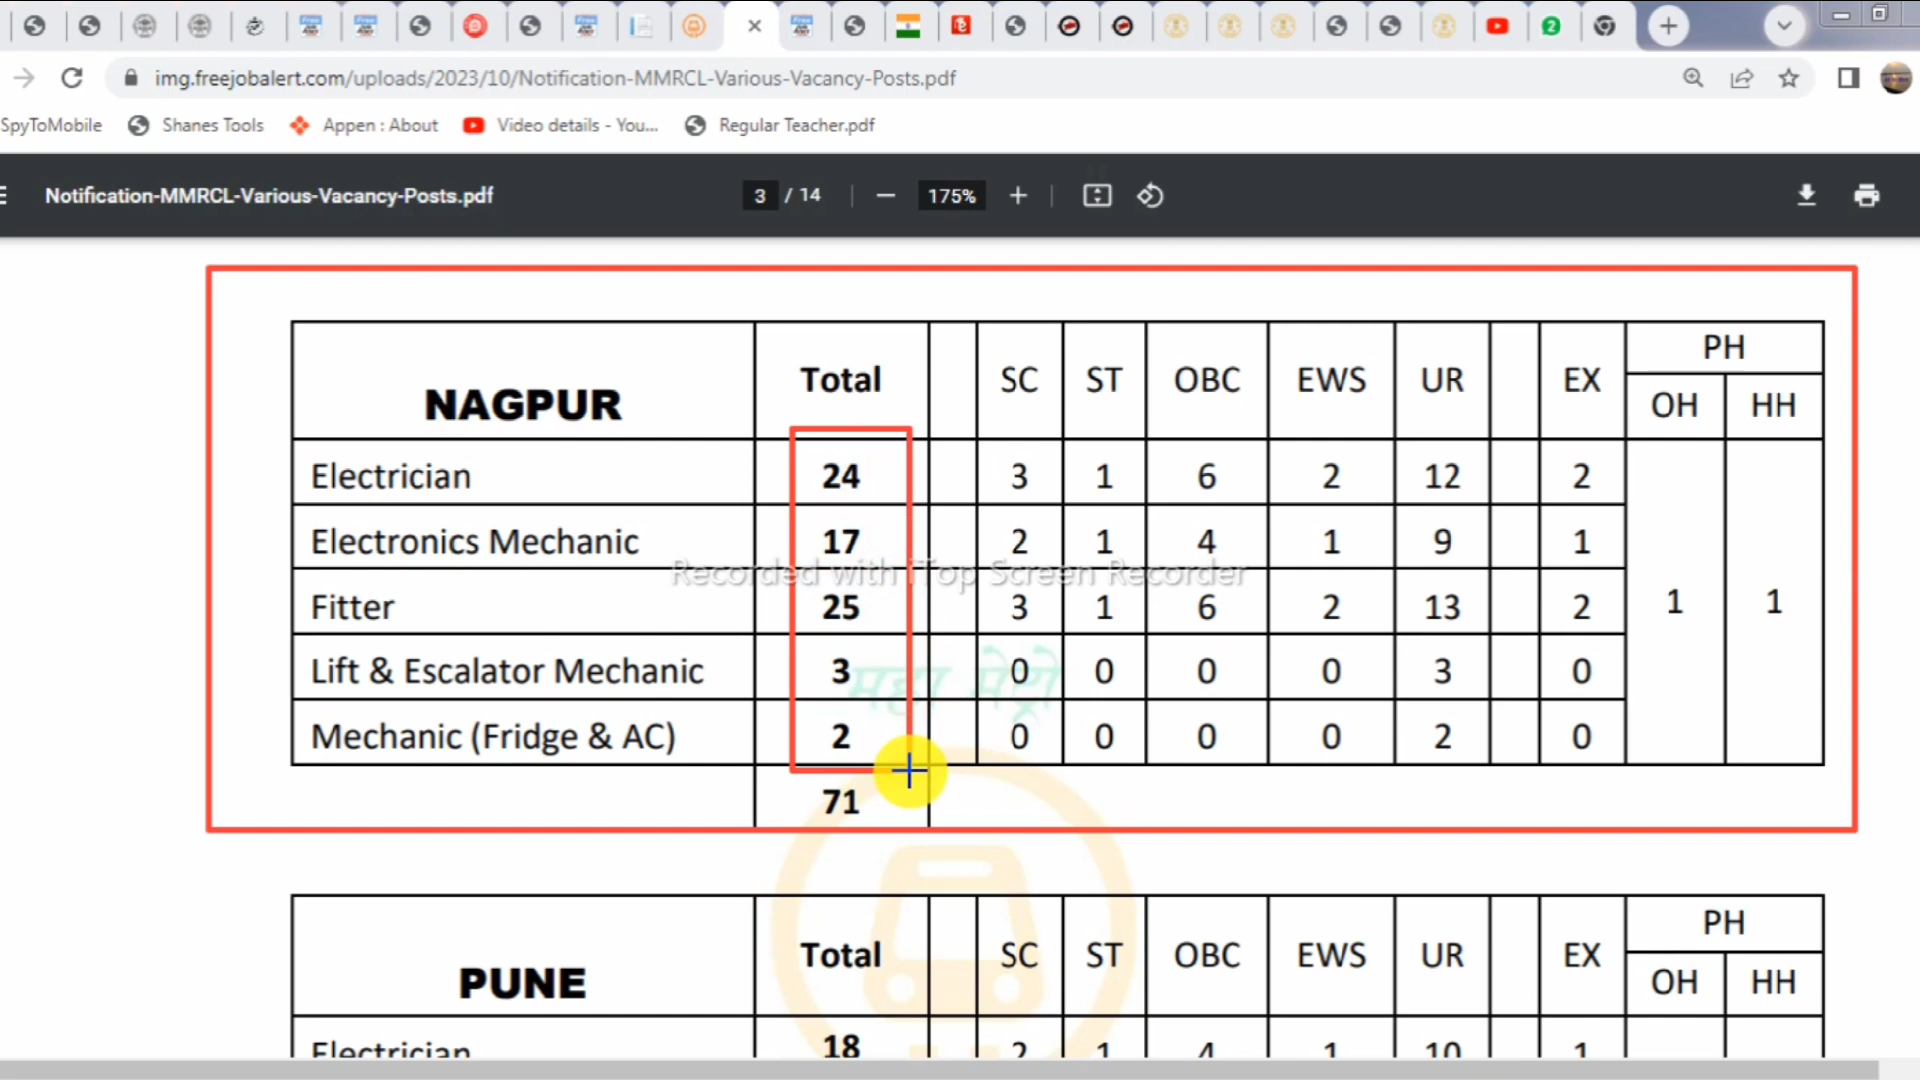 2
img.freejobalert.com/uploads/2023/10/Notification-MMRCL-Various-Vacancy-Posts.pdf
SpyToMobile Shanes Tools Appen : About Video details - You... Regular Teacher.pdf
Notification-MMRCL-Various-Vacancy-Posts.pdf 3 / 14 175%
NAGPUR Total SC ST OBC EWS UR EX PH
OH HH
Electrician 24 3 1 6 2 12 2
Electronics Mechanic 17 2 1 4 1 9 1
Recorded with iTop Screen Recorder
Fitter 25 3 1 6 2 13 2 1 1
Lift & Escalator Mechanic 3 0 0 0 0 3 0
महा मेट्रो
Mechanic (Fridge & AC) 2 0 0 0 0 2 0
71
PUNE Total SC ST OBC EWS UR EX PH
OH HH
Electrician 18 2 1 4 1 10 1